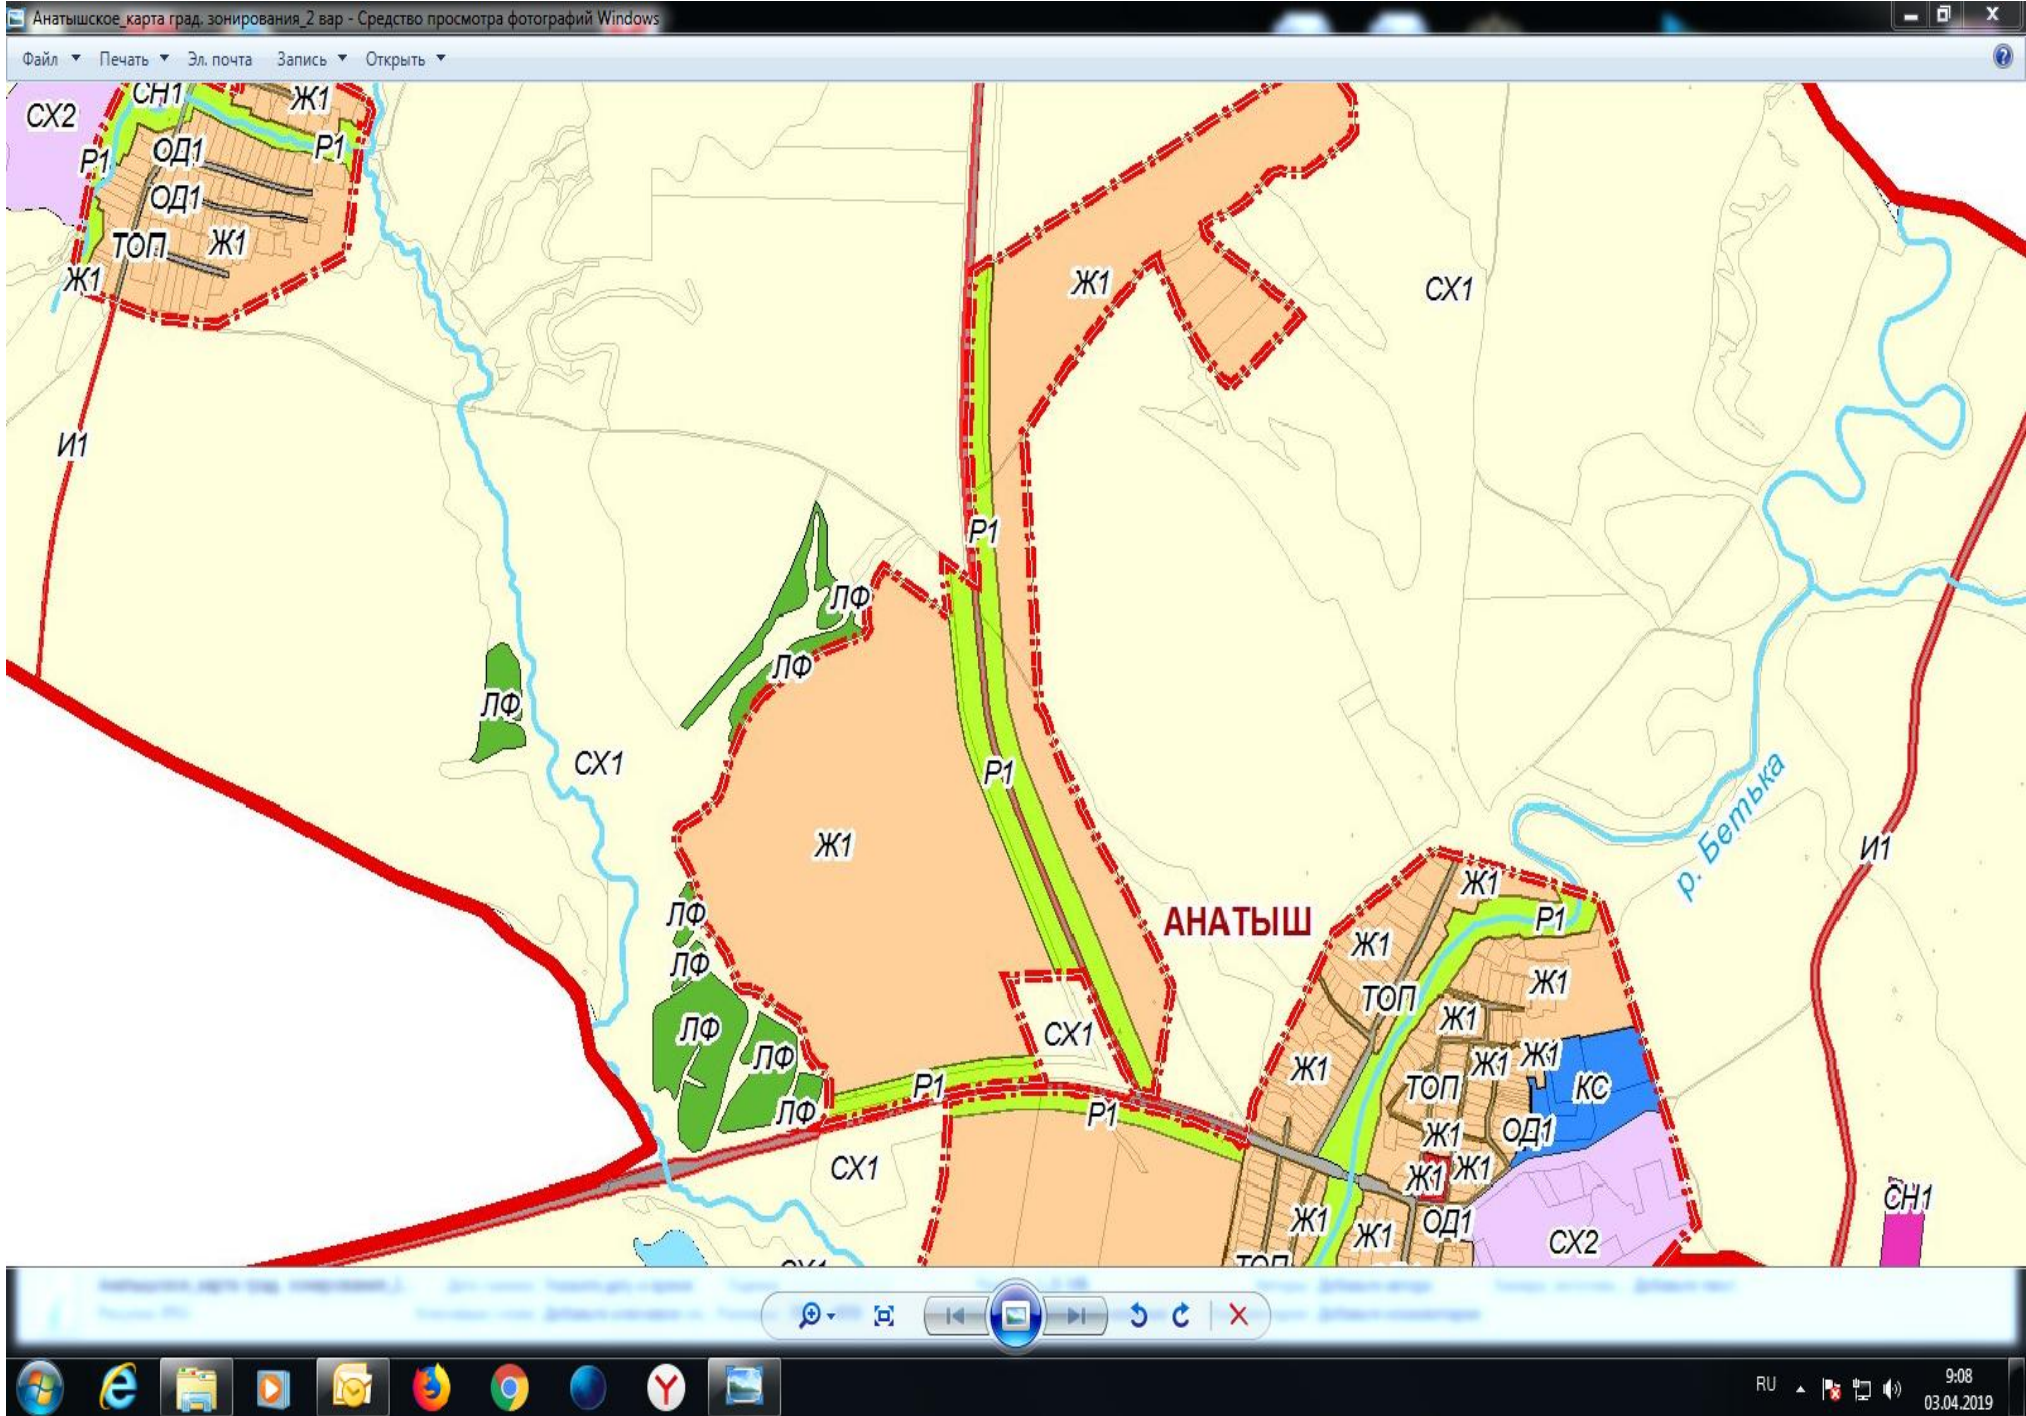 Анатышское_карта град. зонирования_2 вар - Средство просмотра фотографий Windows
Файл Печать Эл. почта Запись Открыть
СН1 Ж1
СХ2
ОД1 Р1
Р1
ОД1
ТОП Ж1
Ж1
Ж1 СХ1
И1
Р1
ЛФ
ЛФ
ЛФ
СХ1 Р1
р. Бетька
Ж1 И1
Ж1
ЛФ АНАТЫШ Р1
Ж1
ЛФ
Ж1
ТОП
ЛФ СХ1 Ж1
ЛФ Ж1 Ж1 Ж1
Р1 ТОП КС
ЛФ Р1
Ж1 ОД1
СХ1 Ж1 Ж1
СН1
Ж1 Ж1 ОД1
СХ2
СХ1 ТОП
RU 9:08
03.04.2019